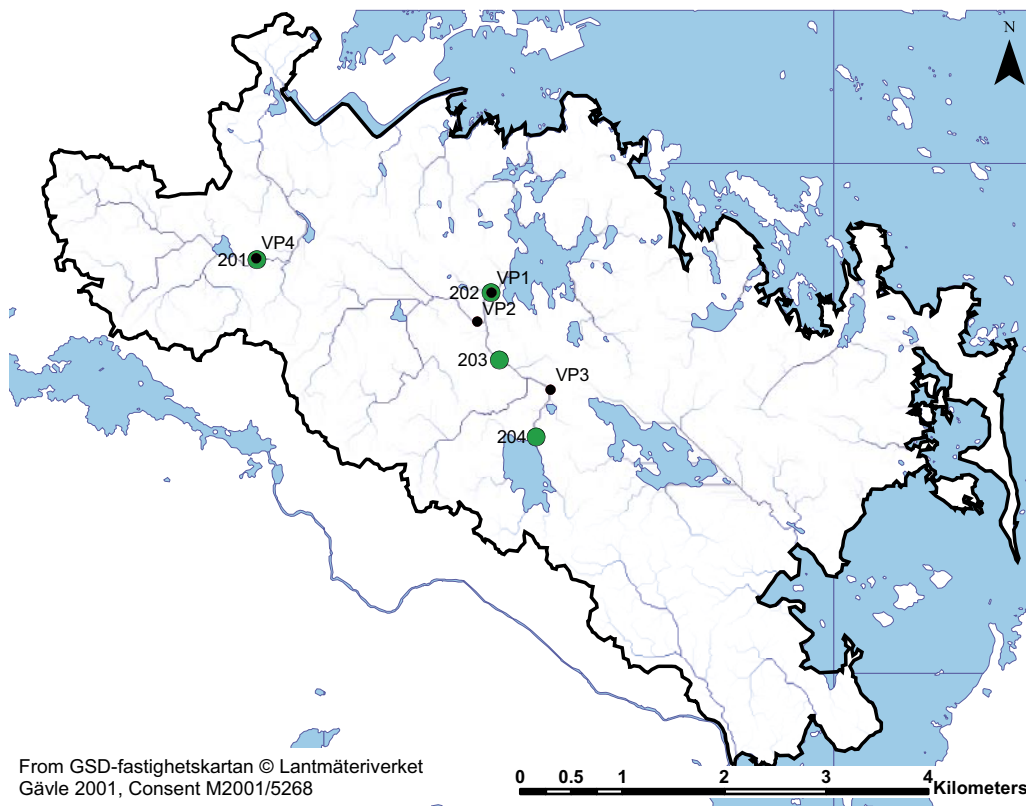 N
VP4
201
VP1
202
VP2
203
VP3
204
From GSD-fastighetskartan © Lantmäteriverket
Gävle 2001, Consent M2001/5268
0 0.5 1 2 3 4
Kilometers